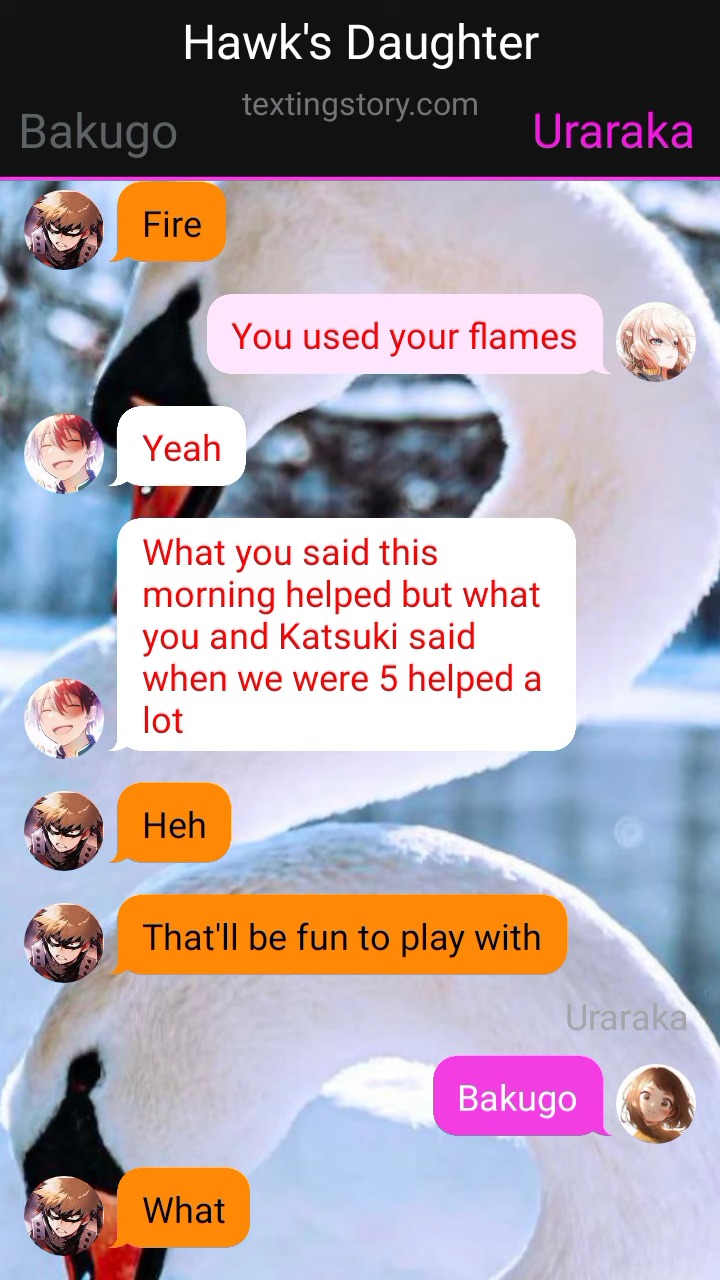 Hawk's Daughter
textingstory.com
Bakugo
Uraraka
Fire
You used your flames
Yeah
What you said this
morning helped but what
you and Katsuki said
when we were 5 helped a
lot
Heh
That'll be fun to play with
Uraraka
Bakugo
What